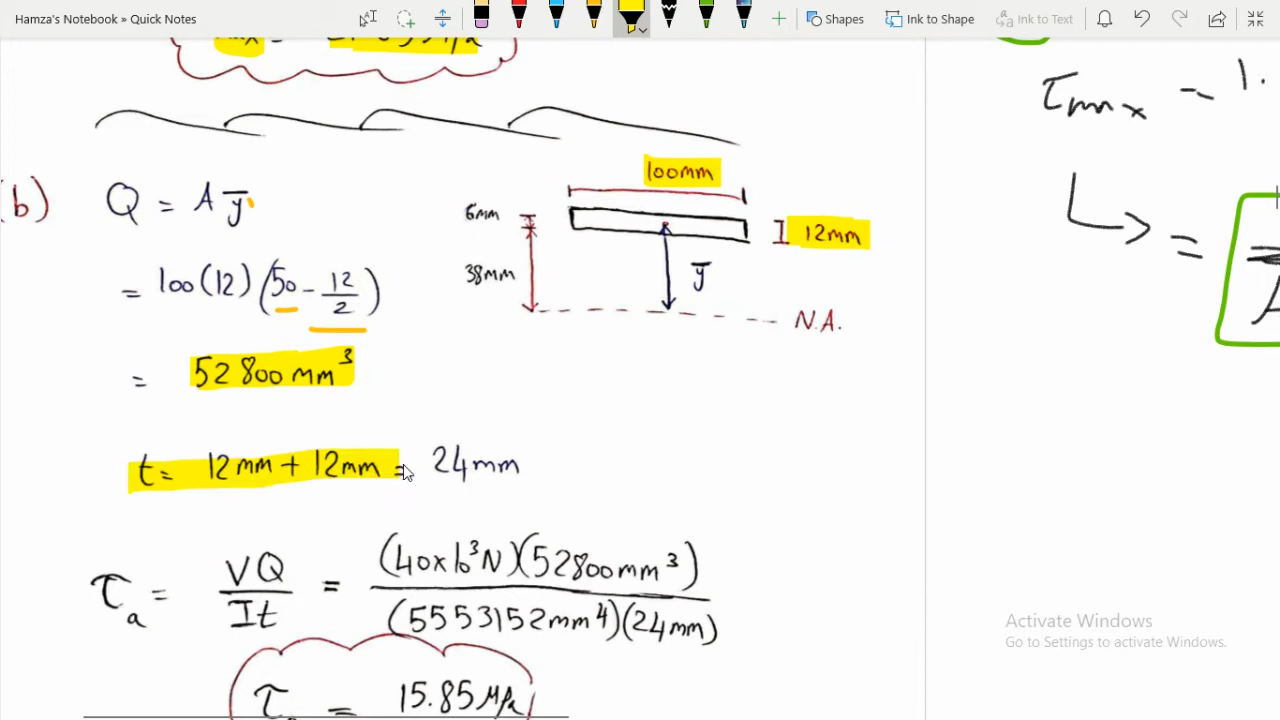 Hamza's Notebook » Quick Notes
Shapes
Ink to Shape
Ink to Text
τmax = 1.
100mm
(b) Q = A ȳ
6mm
12mm
= 100(12)(50 - 12/2)
38mm
ȳ
N.A.
= 52800 mm³
t = 12mm + 12mm = 24mm
τa = VQ/It = (40x10³N)(52800mm³)/(5553152mm⁴)(24mm)
Activate Windows
Go to Settings to activate Windows.
= 15.85 MPa